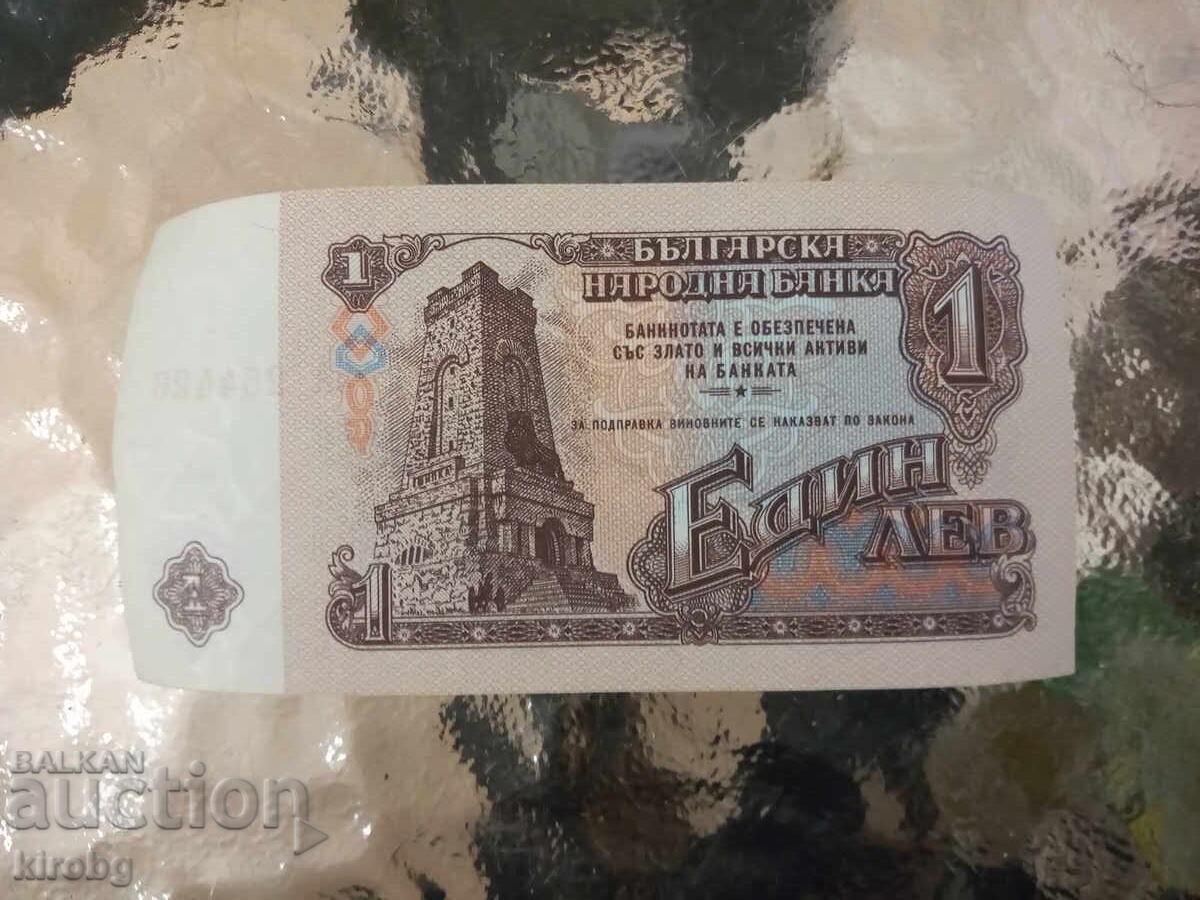 1
БЪЛГАРСКА
НАРОДНА БАНКА
1
БАНКНОТАТА Е ОБЕЗПЕЧЕНА
СЪС ЗЛАТО И ВСИЧКИ АКТИВИ
НА БАНКАТА
ЗА ПОДПРАВКА ВИНОВНИТЕ СЕ НАКАЗВАТ ПО ЗАКОНА
ЕДИН
ЛЕВ
1
1
BALKAN
auction
kirobg